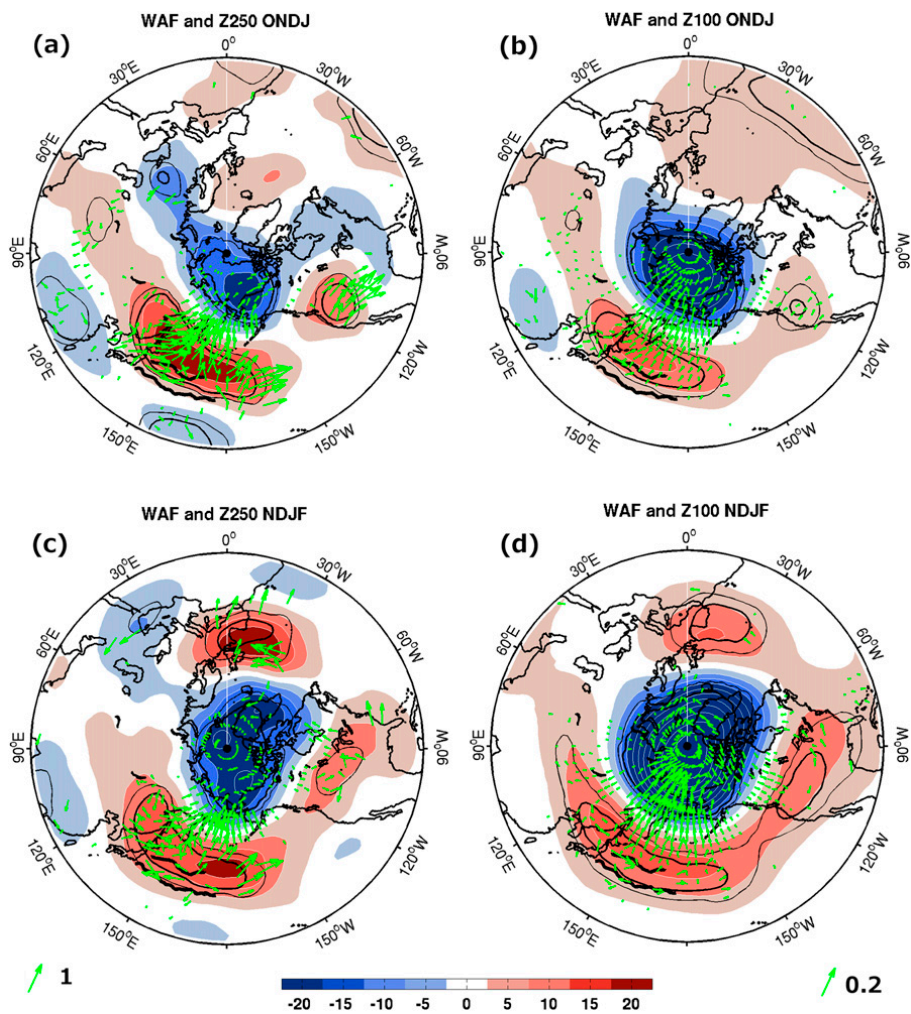 WAF and Z250 ONDJ
WAF and Z100 ONDJ
(a)
(b)
0°
30°E
30°W
60°E
60°W
90°E
90°W
120°E
120°W
150°E
150°W
0°
30°E
30°W
60°E
60°W
90°E
90°W
120°E
120°W
150°E
150°W
WAF and Z250 NDJF
WAF and Z100 NDJF
(c)
(d)
0°
30°E
30°W
60°E
60°W
90°E
90°W
120°E
120°W
150°E
150°W
0°
30°E
30°W
60°E
60°W
90°E
90°W
120°E
120°W
150°E
150°W
1
0.2
-20 -15 -10 -5 0 5 10 15 20